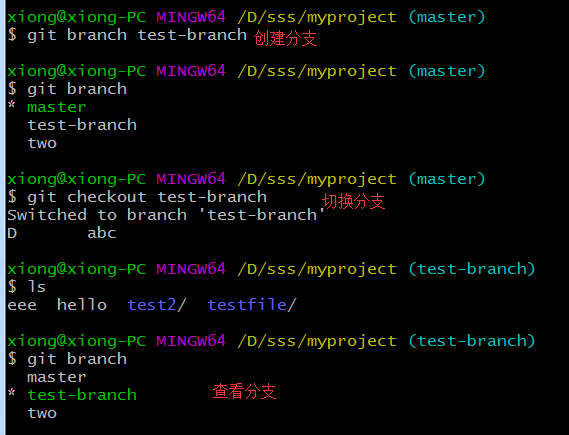 xiong@xiong-PC MINGW64 /D/sss/myproject (master)
$ git branch test-branch 创建分支
xiong@xiong-PC MINGW64 /D/sss/myproject (master)
$ git branch
* master
  test-branch
  two
xiong@xiong-PC MINGW64 /D/sss/myproject (master)
$ git checkout test-branch 切换分支
Switched to branch 'test-branch'
D       abc
xiong@xiong-PC MINGW64 /D/sss/myproject (test-branch)
$ ls
eee  hello  test2/  testfile/
xiong@xiong-PC MINGW64 /D/sss/myproject (test-branch)
$ git branch
  master
* test-branch 查看分支
  two